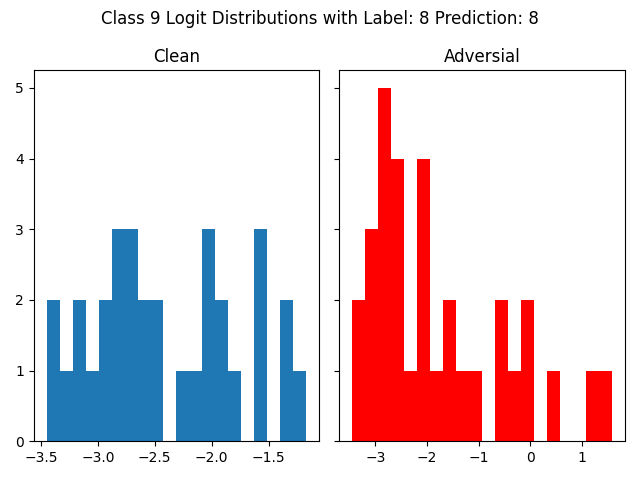 Class 9 Logit Distributions with Label: 8 Prediction: 8
Clean
Adversial
5
4
3
2
1
0
−3.5 −3.0 −2.5 −2.0 −1.5
−3 −2 −1 0 1